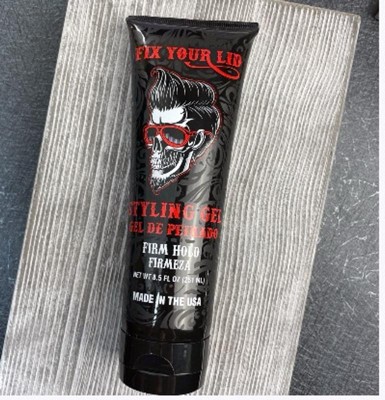 FIX YOUR LID
STYLING GEL
GEL DE PEINADO
FIRM HOLD
FIRMEZA
NET WT 8.5 FL OZ (251 ML)
MADE IN THE USA